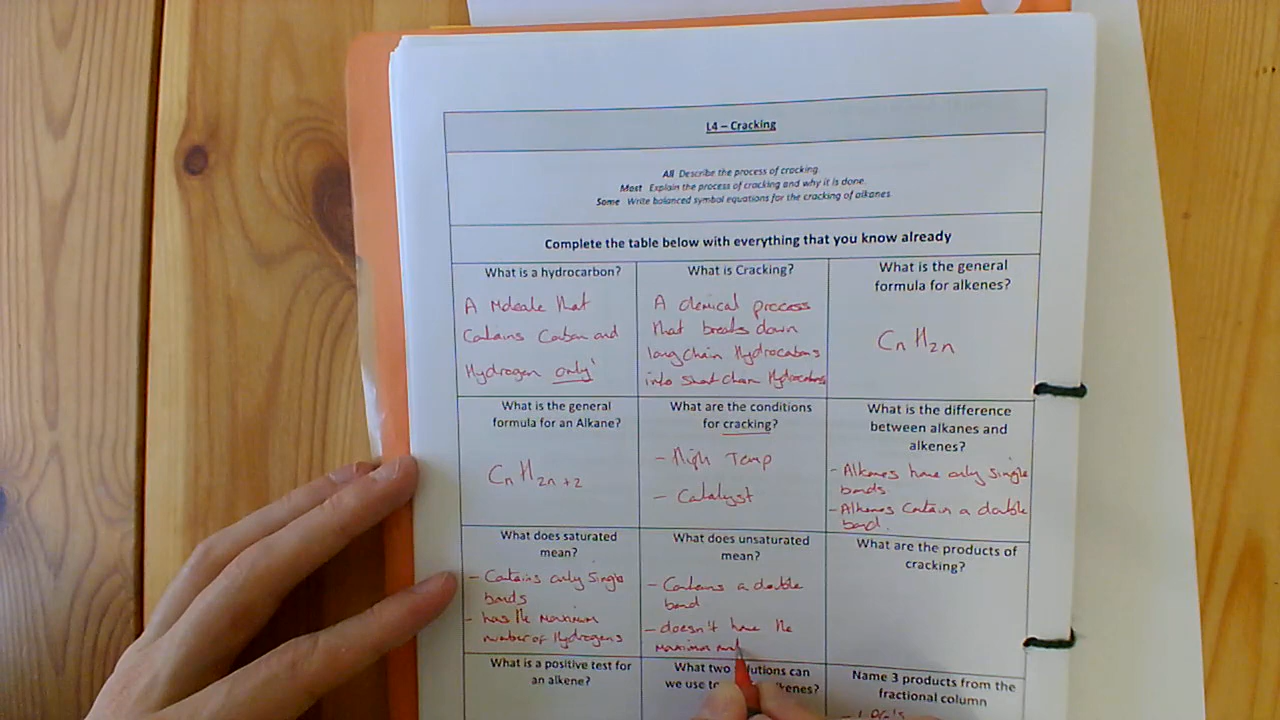 L4 – Cracking
All Describe the process of cracking.
Most Explain the process of cracking and why it is done.
Some Write balanced symbol equations for the cracking of alkanes
Complete the table below with everything that you know already
What is a hydrocarbon?
A Molecule that
Contains Carbon and
Hydrogen only
What is Cracking?
A chemical process
that breaks down
long chain Hydrocarbons
into short chain Hydrocarbons
What is the general
formula for alkenes?
CnH2n
What is the general
formula for an Alkane?
CnH2n+2
What are the conditions
for cracking?
- High Temp
- Catalyst
What is the difference
between alkanes and
alkenes?
- Alkanes have only single
bonds
- Alkenes Contain a double
bond.
What does saturated
mean?
- Contains only single
bonds
- has the Maximum
number of Hydrogens
What does unsaturated
mean?
- Contains a double
bond
- doesn't have the
Maximum
What are the products of
cracking?
What is a positive test for
an alkene?
What two solutions can
we use
Name 3 products from the
fractional column